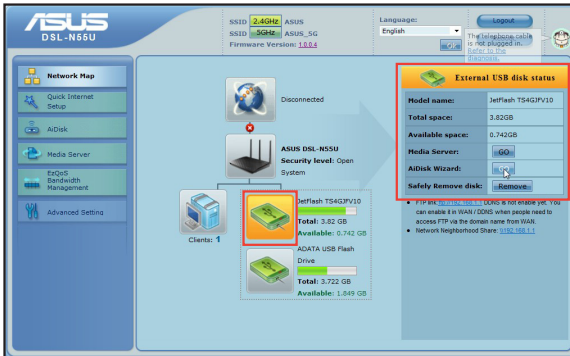 ASUS
DSL-N55U
SSID 2.4GHz ASUS
SSID 5GHz ASUS_5G
Firmware Version: 1.0.0.4
Language:
English
Logout
The telephone cable
is not plugged in.
Refer to the
diagnosis.
Network Map
Quick Internet
Setup
AiDisk
Media Server
EzQoS
Bandwidth
Management
Advanced Setting
Disconnected
ASUS DSL-N55U
Security level: Open
System
Clients: 1
Jetflash TS4GJFV10
Total: 3.82 GB
Available: 0.742 GB
ADATA USB Flash
Drive
Total: 3.722 GB
Available: 1.849 GB
External USB disk status
Model name: Jetflash TS4GJFV10
Total space: 3.82GB
Available space: 0.742GB
Media Server: GO
AiDisk Wizard:
Safely Remove disk: Remove
FTP link: DDNS is not enable yet. You
can enable it in WAN / DDNS when people need to
access FTP via the domain name from WAN.
Network Neighborhood Share: \\192.168.1.1